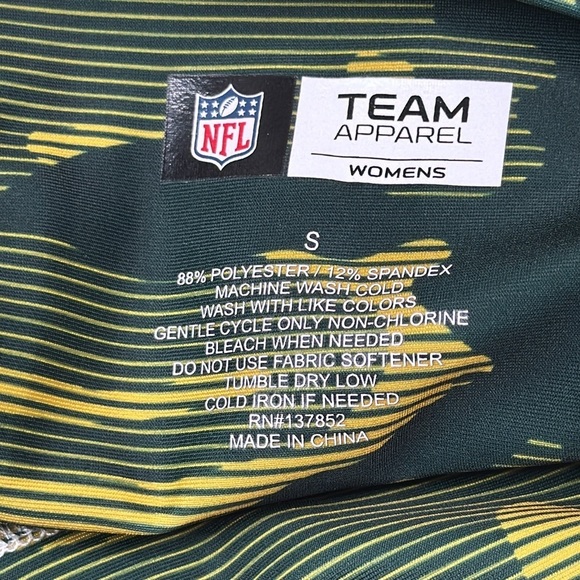 NFL
TEAM
APPAREL
WOMENS
S
88% POLYESTER / 12% SPANDEX
MACHINE WASH COLD
WASH WITH LIKE COLORS
GENTLE CYCLE ONLY NON-CHLORINE
BLEACH WHEN NEEDED
DO NOT USE FABRIC SOFTENER
TUMBLE DRY LOW
COLD IRON IF NEEDED
RN#137852
MADE IN CHINA